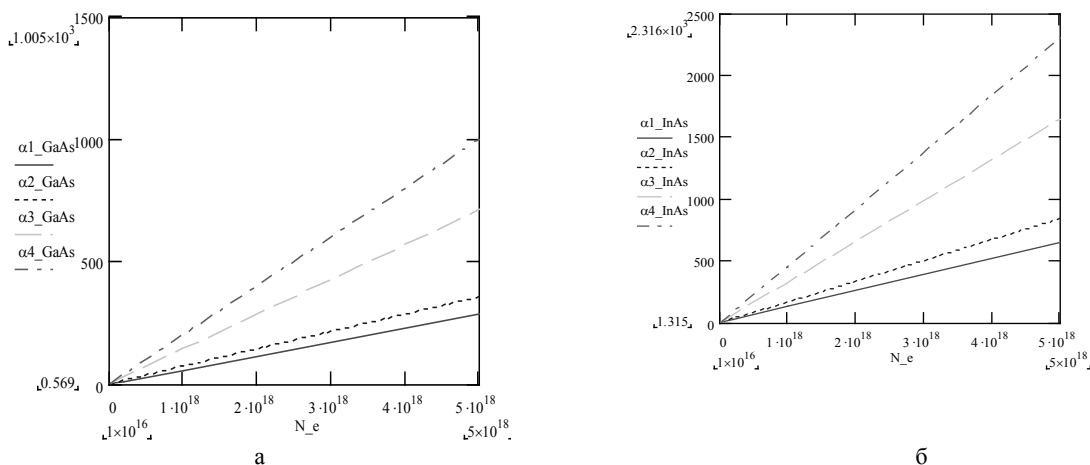 1500
1.005×10³
1000
α1_GaAs
α2_GaAs
α3_GaAs
α4_GaAs
500
0.569
0
0 1·10¹⁸ 2·10¹⁸ 3·10¹⁸ 4·10¹⁸ 5·10¹⁸
1×10¹⁶ N_e 5×10¹⁸
а
2500
2.316×10³
2000
α1_InAs
α2_InAs
α3_InAs
α4_InAs
1500
1000
500
1.315
0
0 1·10¹⁸ 2·10¹⁸ 3·10¹⁸ 4·10¹⁸ 5·10¹⁸
1×10¹⁶ N_e 5×10¹⁸
б